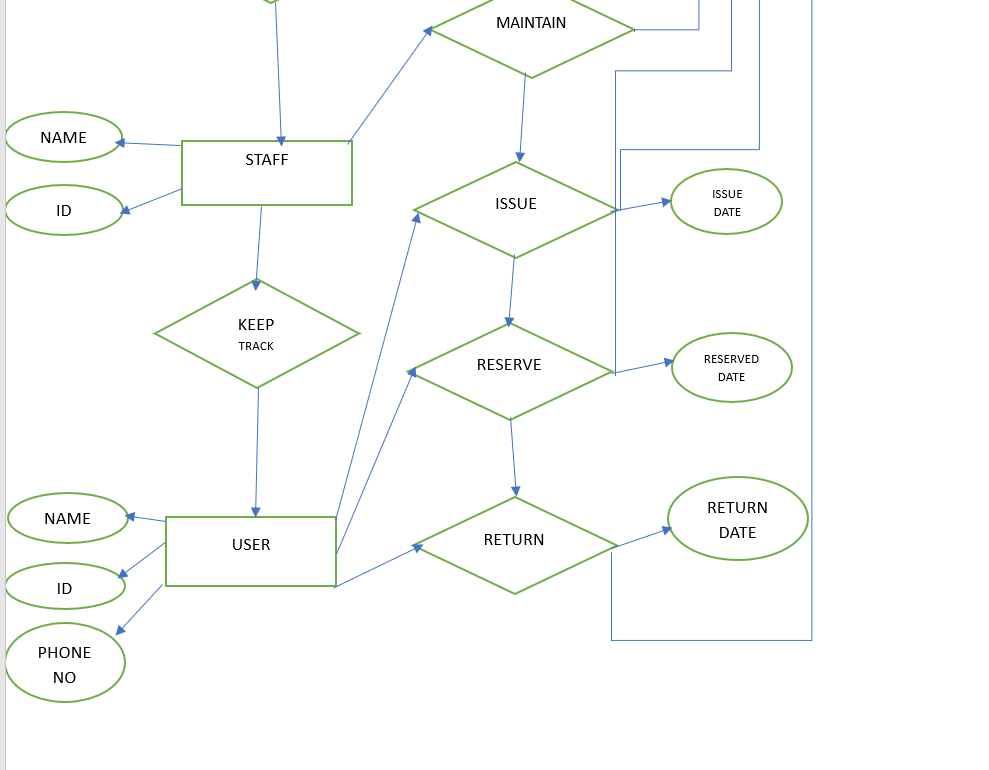 MAINTAIN
NAME
STAFF
ID
ISSUE
ISSUE
DATE
KEEP
TRACK
RESERVE
RESERVED
DATE
NAME
USER
RETURN
RETURN
DATE
ID
PHONE
NO